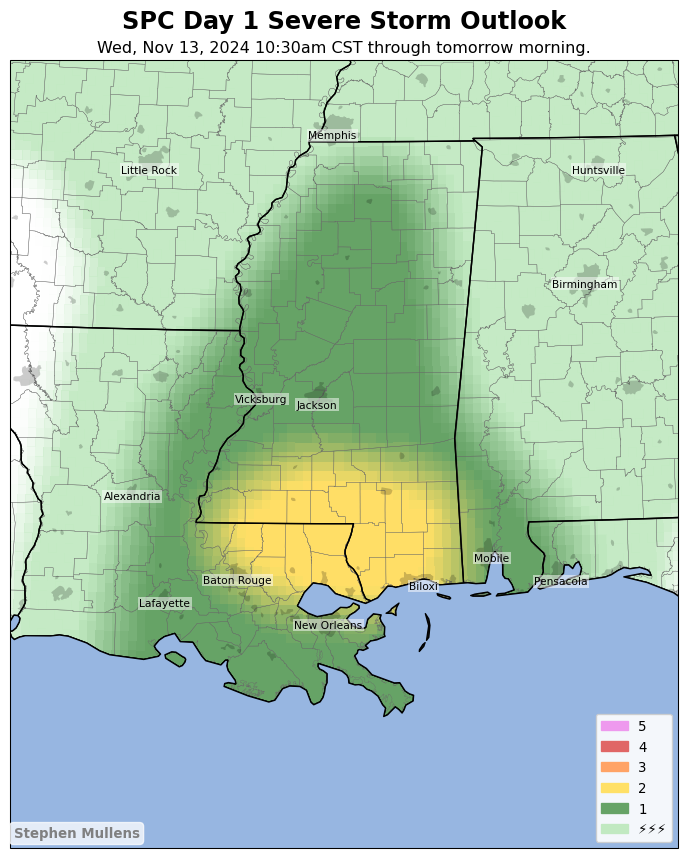 SPC Day 1 Severe Storm Outlook
Wed, Nov 13, 2024 10:30am CST through tomorrow morning.
Memphis
Little Rock
Huntsville
Birmingham
Vicksburg
Jackson
Alexandria
Mobile
Baton Rouge
Biloxi
Pensacola
Lafayette
New Orleans
5
4
3
2
1
⚡⚡⚡
Stephen Mullens